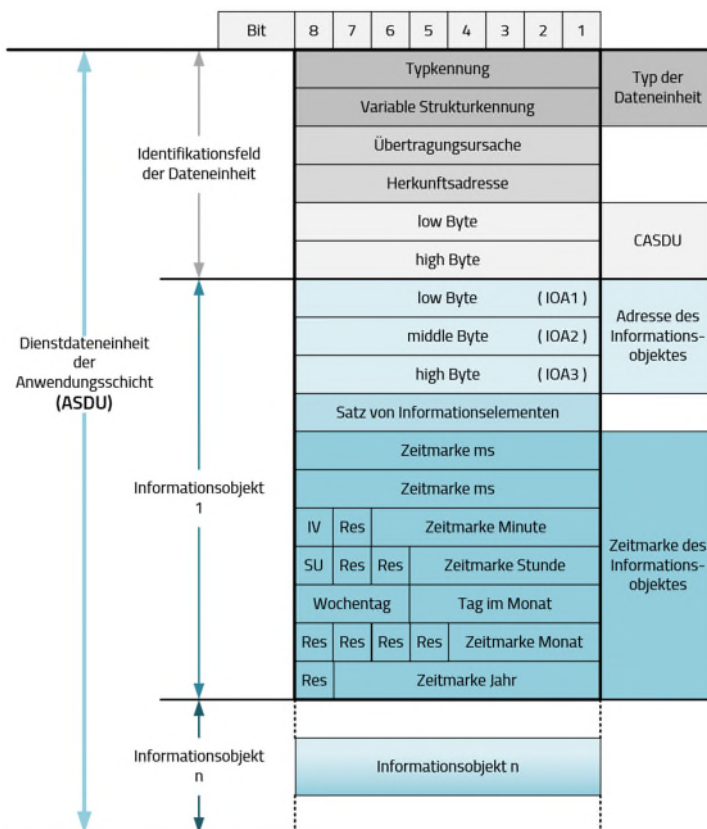 Bit 8 7 6 5 4 3 2 1
Typkennung
Variable Strukturkennung
Typ der
Dateneinheit
Identifikationsfeld
der Dateneinheit
Übertragungsursache
Herkunftsadresse
low Byte
high Byte
CASDU
Dienstdateneinheit
der
Anwendungsschicht
(ASDU)
low Byte ( IOA1 )
middle Byte ( IOA2 )
high Byte ( IOA3 )
Adresse des
Informations-
objektes
Satz von Informationselementen
Informationsobjekt
1
Zeitmarke ms
Zeitmarke ms
IV Res Zeitmarke Minute
SU Res Res Zeitmarke Stunde
Wochentag Tag im Monat
Res Res Res Res Zeitmarke Monat
Res Zeitmarke Jahr
Zeitmarke des
Informations-
objektes
Informationsobjekt
n
Informationsobjekt n